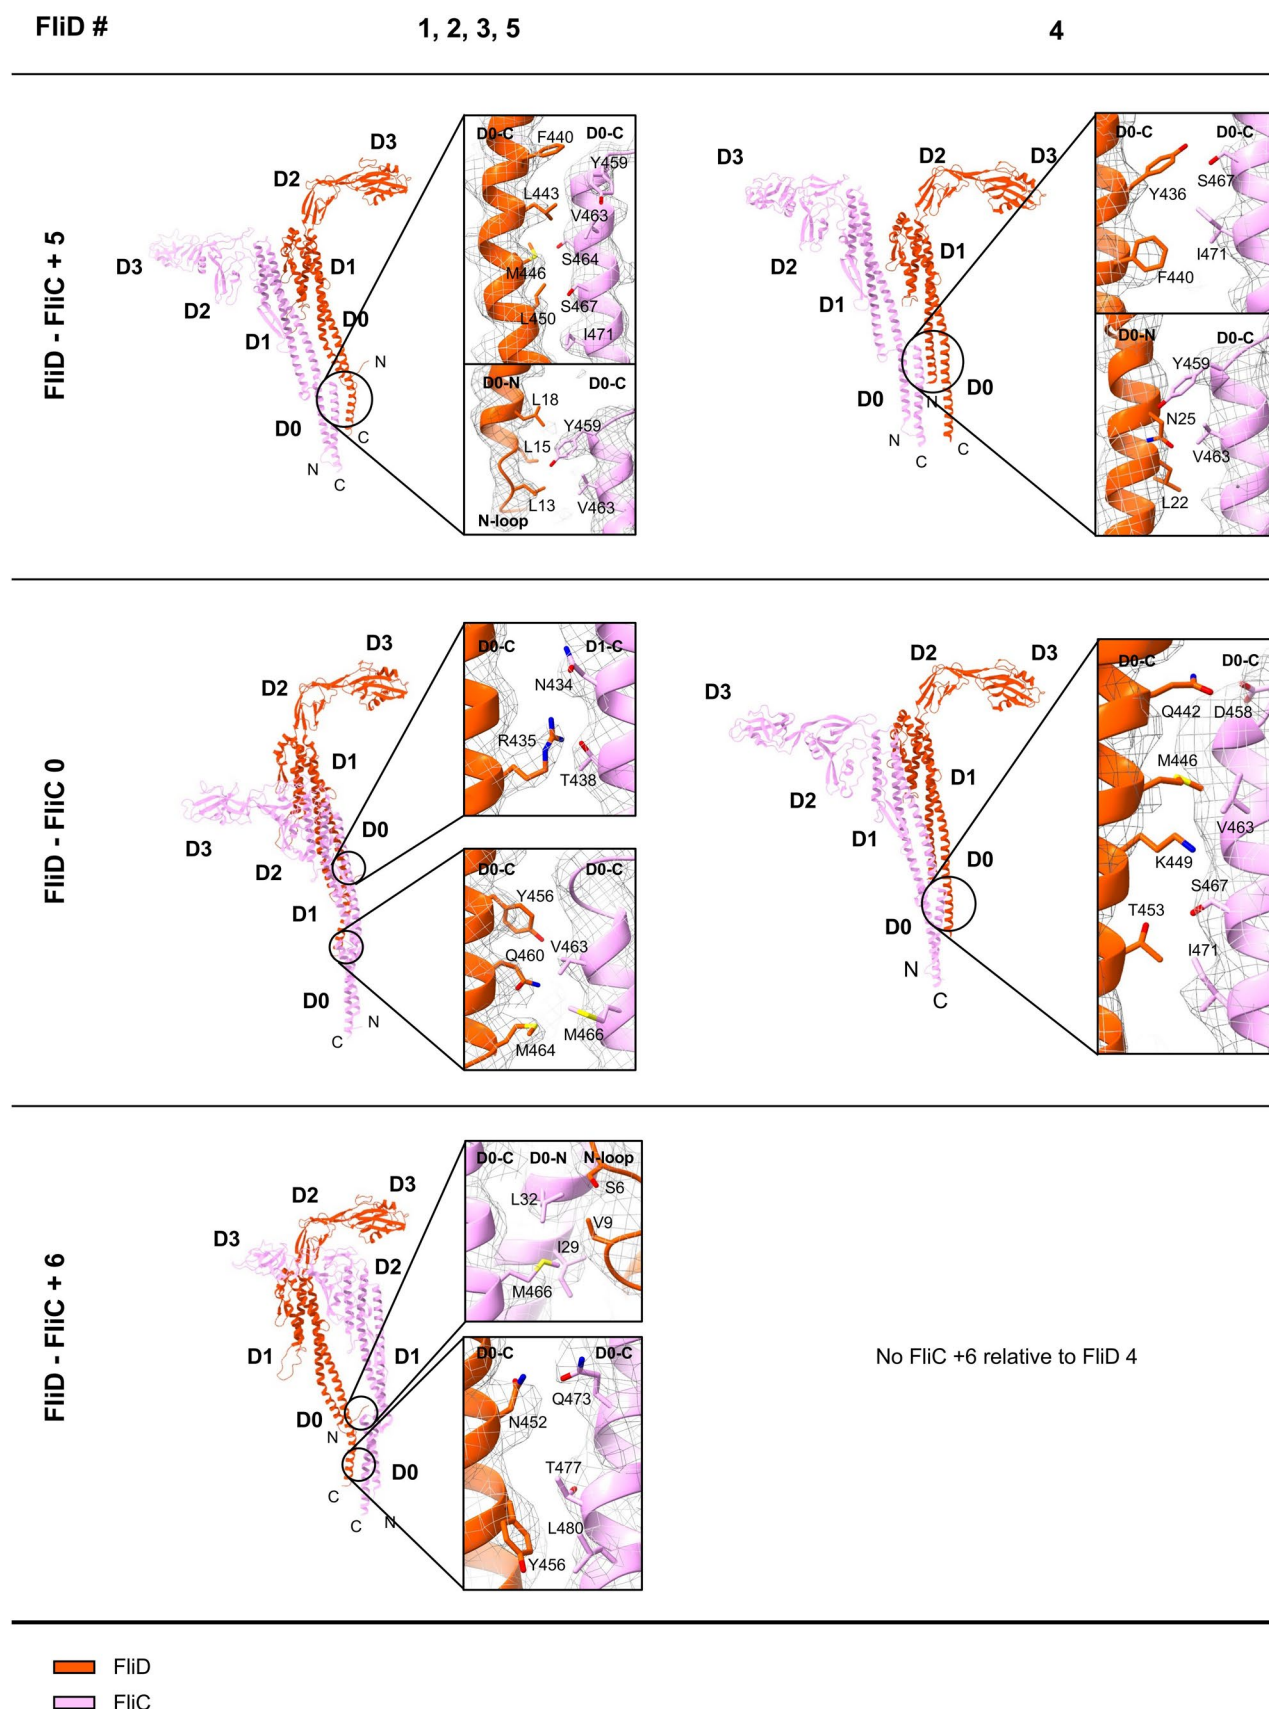 FliD # 1, 2, 3, 5 4
FliD - FliC + 5
D3
D2
D3
D1
D2
D0
D1
N
D0
C
N
C
D0-C D0-C
F440
Y459
L443
V463
S464
M446
S467
L450
I471
D0-N D0-C
L18
Y459
L15
L13
V463
N-loop
D3
D2
D3
D1
D2
D1
D0
D0
N
N
C
C
D0-C D0-C
S467
Y436
I471
F440
D0-N D0-C
Y459
N25
V463
L22
FliD - FliC 0
D3
D2
D1
D0
D3
D2
D1
D0
N
C
D0-C D1-C
N434
R435
T438
D0-C D0-C
Y456
V463
Q460
M466
M464
D2
D3
D3
D1
D2
D1
D0
D0
N
C
D0-C D0-C
Q442 D458
M446
V463
K449
S467
T453
I471
FliD - FliC + 6
D3
D2
D3
D2
D1
D1
D0
N
D0
C
C
N
D0-C D0-N N-loop
L32
S6
V9
I29
M466
D0-C D0-C
Q473
N452
T477
L480
Y456
No FliC +6 relative to FliD 4
FliD
FliC